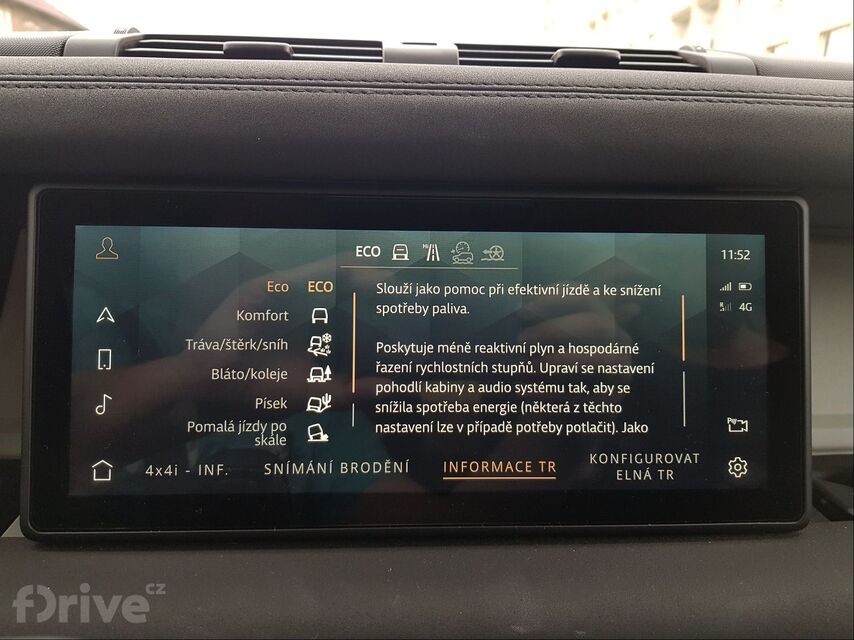 ECO
11:52
4G
Eco ECO
Komfort
Tráva/štěrk/sníh
Bláto/koleje
Písek
Pomalá jízdy po
skále
Slouží jako pomoc při efektivní jízdě a ke snížení
spotřeby paliva.
Poskytuje méně reaktivní plyn a hospodárné
řazení rychlostních stupňů. Upraví se nastavení
pohodlí kabiny a audio systému tak, aby se
snížila spotřeba energie (některá z těchto
nastavení lze v případě potřeby potlačit). Jako
4x4i - INF.
SNÍMÁNÍ BRODĚNÍ
INFORMACE TR
KONFIGUROVAT
ELNÁ TR
fDrive CZ